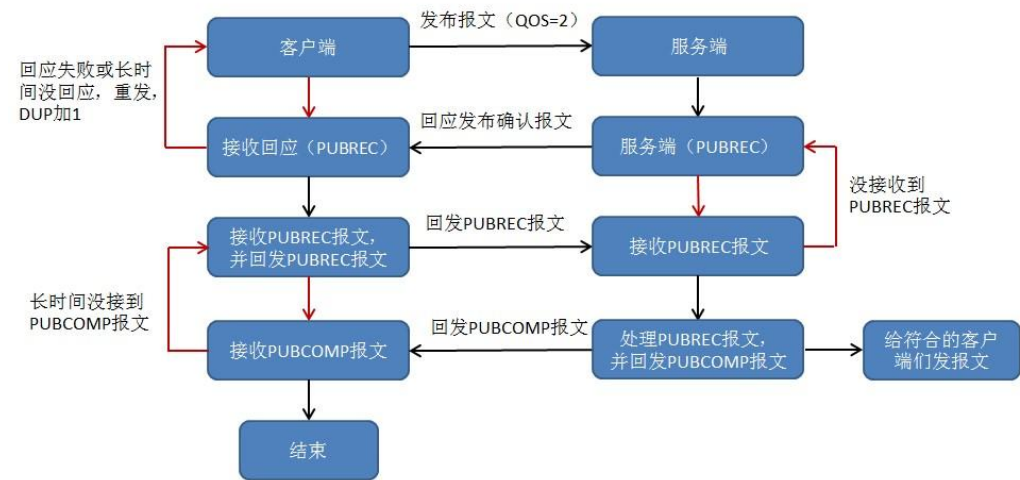 发布报文（QOS=2）
客户端
服务端
回应失败或长时
间没回应，重发，
DUP加1
回应发布确认报文
接收回应（PUBREC）
服务端（PUBREC）
没接收到
PUBREC报文
接收PUBREC报文，
并回发PUBREC报文
回发PUBREC报文
接收PUBREC报文
长时间没接到
PUBCOMP报文
回发PUBCOMP报文
接收PUBCOMP报文
处理PUBREC报文，
并回发PUBCOMP报文
给符合的客户
端们发报文
结束